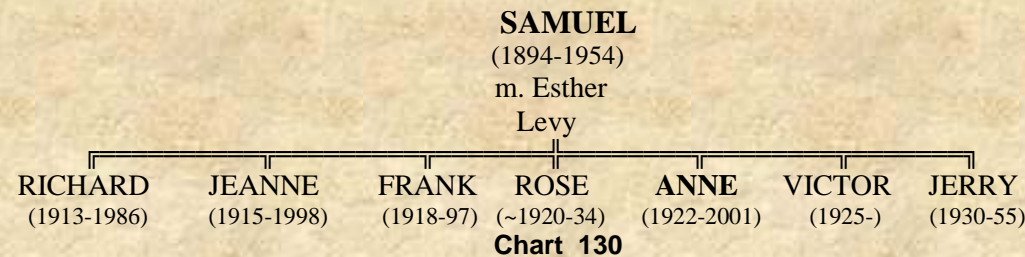 SAMUEL
(1894-1954)
m. Esther
Levy
RICHARD JEANNE FRANK ROSE ANNE VICTOR JERRY
(1913-1986) (1915-1998) (1918-97) (~1920-34) (1922-2001) (1925-) (1930-55)
Chart 130